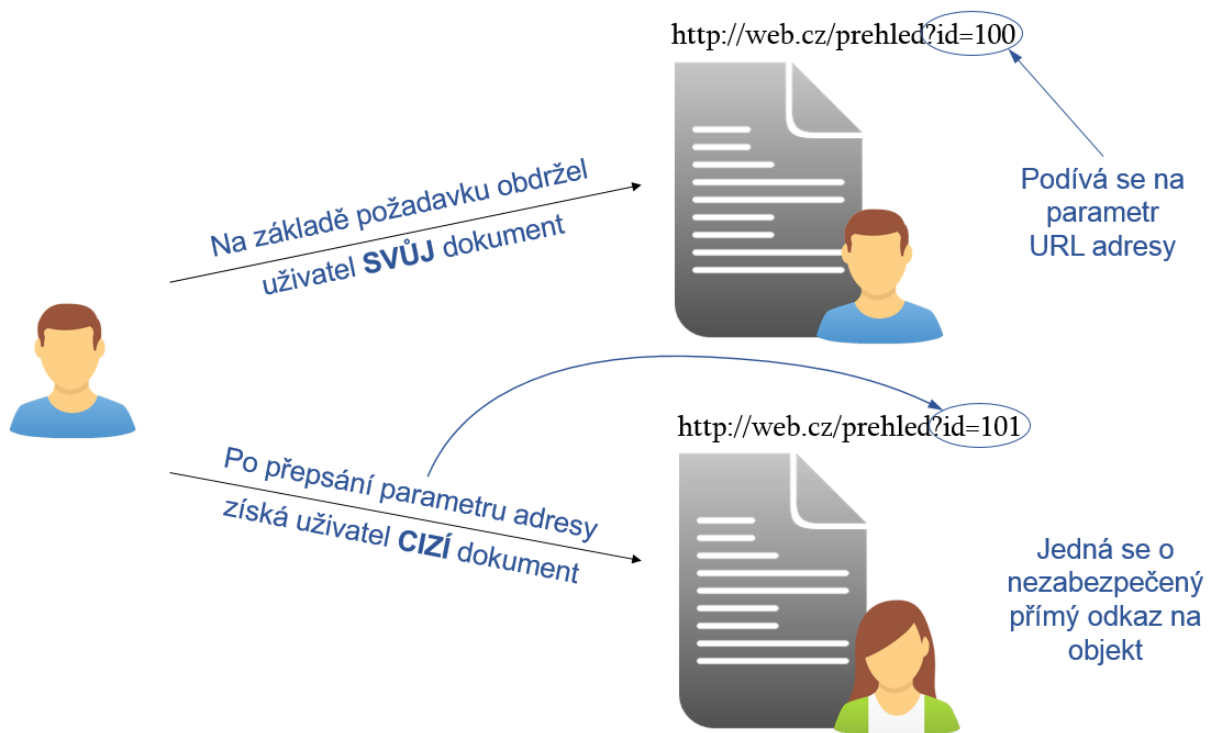 http://web.cz/prehled?id=100
Na základě požadavku obdržel
uživatel SVŮJ dokument
Podívá se na
parametr
URL adresy
http://web.cz/prehled?id=101
Po přepsání parametru adresy
získá uživatel CIZÍ dokument
Jedná se o
nezabezpečený
přímý odkaz na
objekt